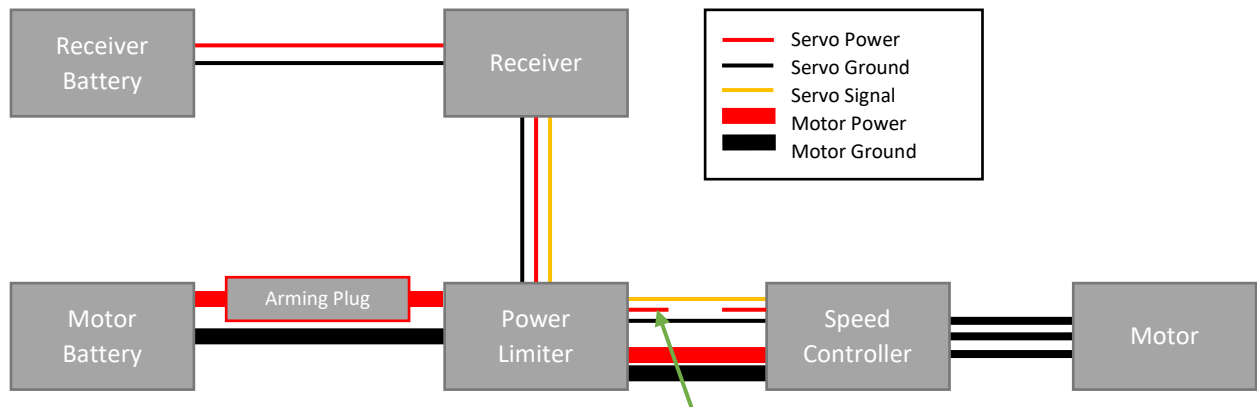 Receiver
Battery
Receiver
Servo Power
Servo Ground
Servo Signal
Motor Power
Motor Ground
Motor
Battery
Arming Plug
Power
Limiter
Speed
Controller
Motor